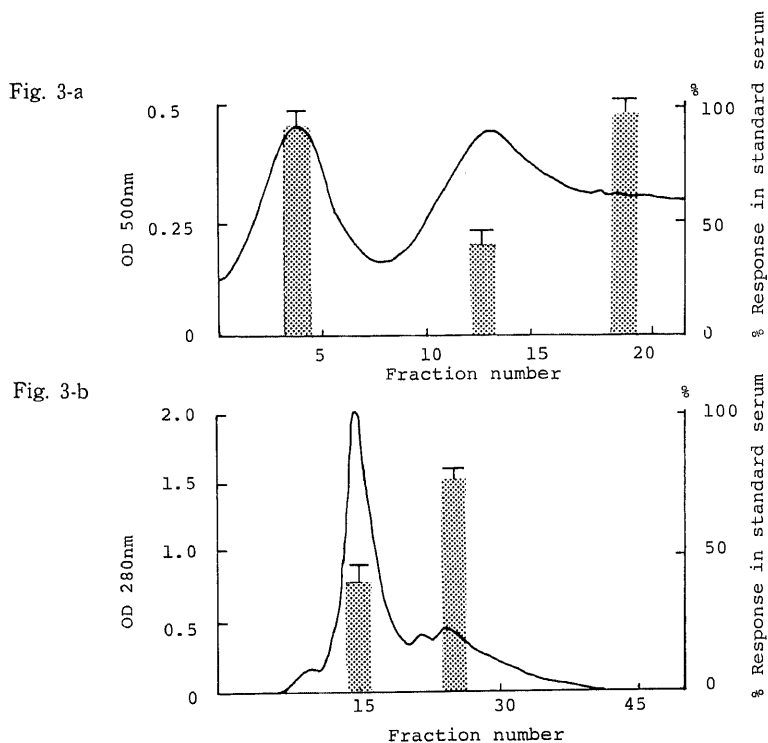 Fig. 3-a
OD 500nm
0.5
0.25
0
5 10 15 20
Fraction number
%
100
50
0
% Response in standard serum
Fig. 3-b
OD 280nm
2.0
1.5
1.0
0.5
0
15 30 45
Fraction number
%
100
50
0
% Response in standard serum